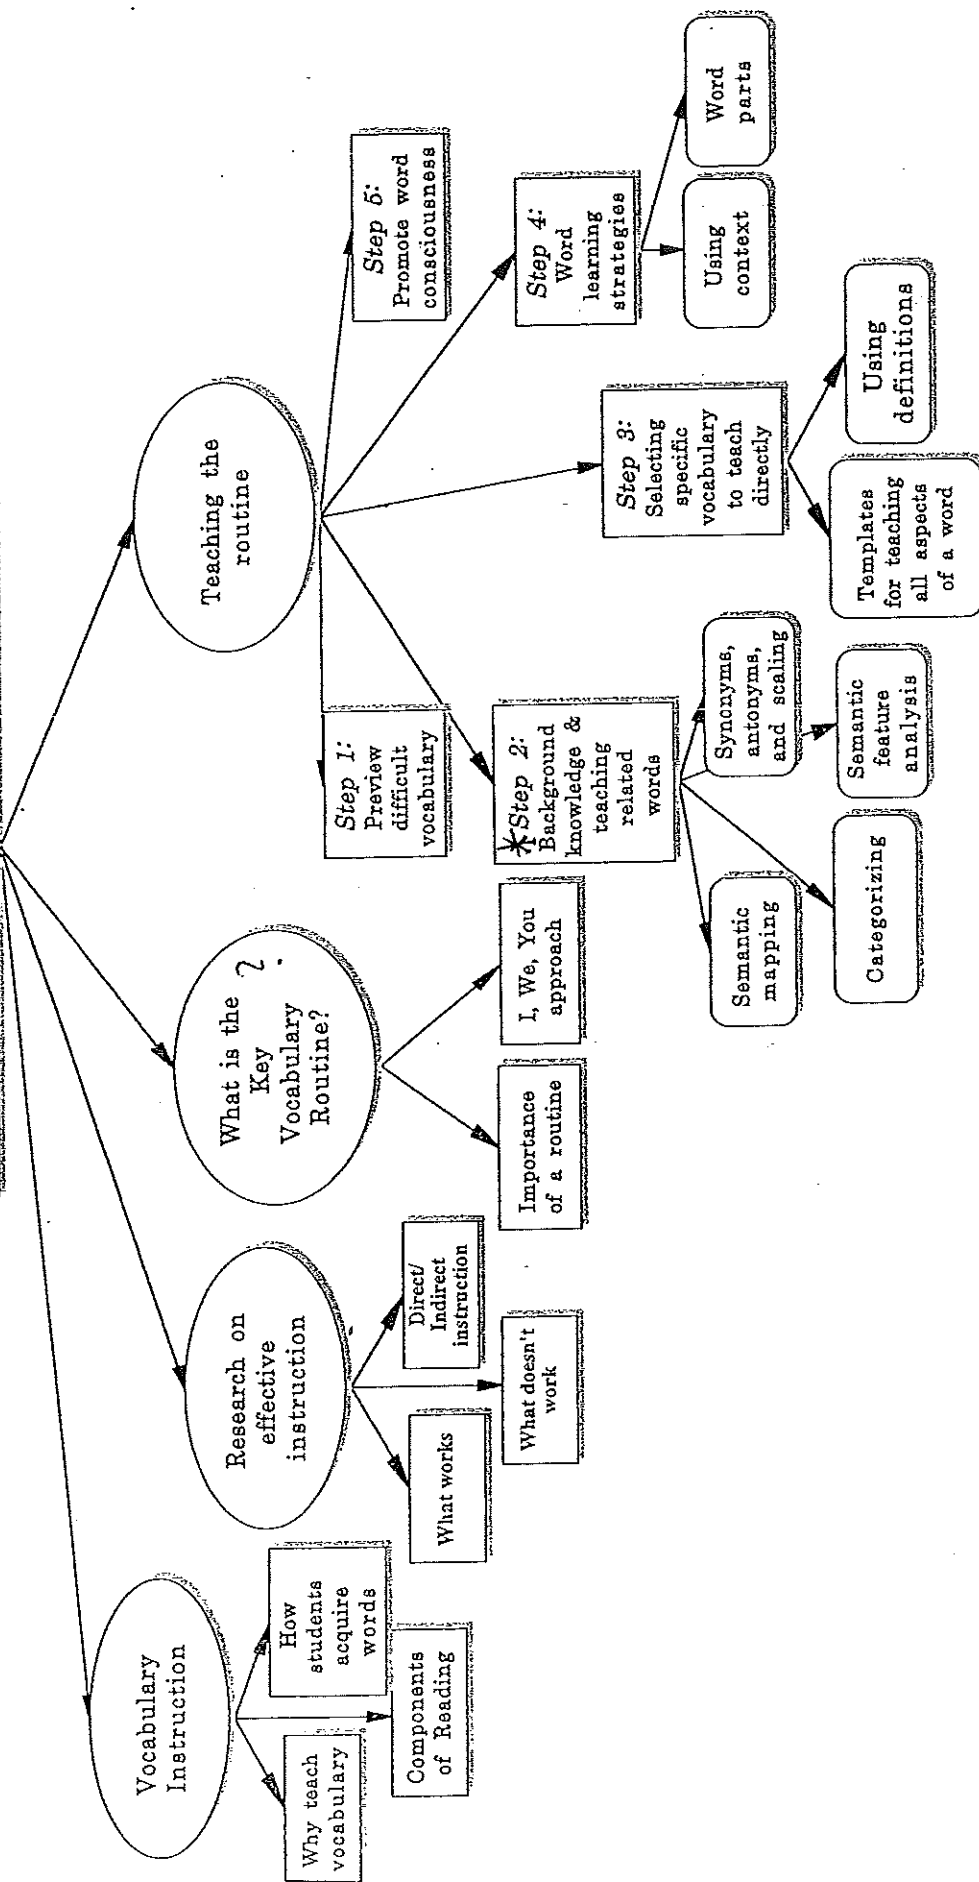 Vocabulary
Instruction
Why teach
vocabulary
How
students
acquire
words
Components
of Reading
Research on
effective
instruction
What works
Direct/
Indirect
instruction
What doesn't
work
What is the ?
Key
Vocabulary
Routine?
Importance
of a routine
I, We, You
approach
Teaching the
routine
Step 1:
Preview
difficult
vocabulary
*Step 2:
Background
knowledge &
teaching
related
words
Semantic
mapping
Categorizing
Synonyms,
antonyms,
and scaling
Semantic
feature
analysis
Step 3:
Selecting
specific
vocabulary
to teach
directly
Templates
for teaching
all aspects
of a word
Using
definitions
Step 4:
Word
learning
strategies
Using
context
Word
parts
Step 5:
Promote word
consciousness